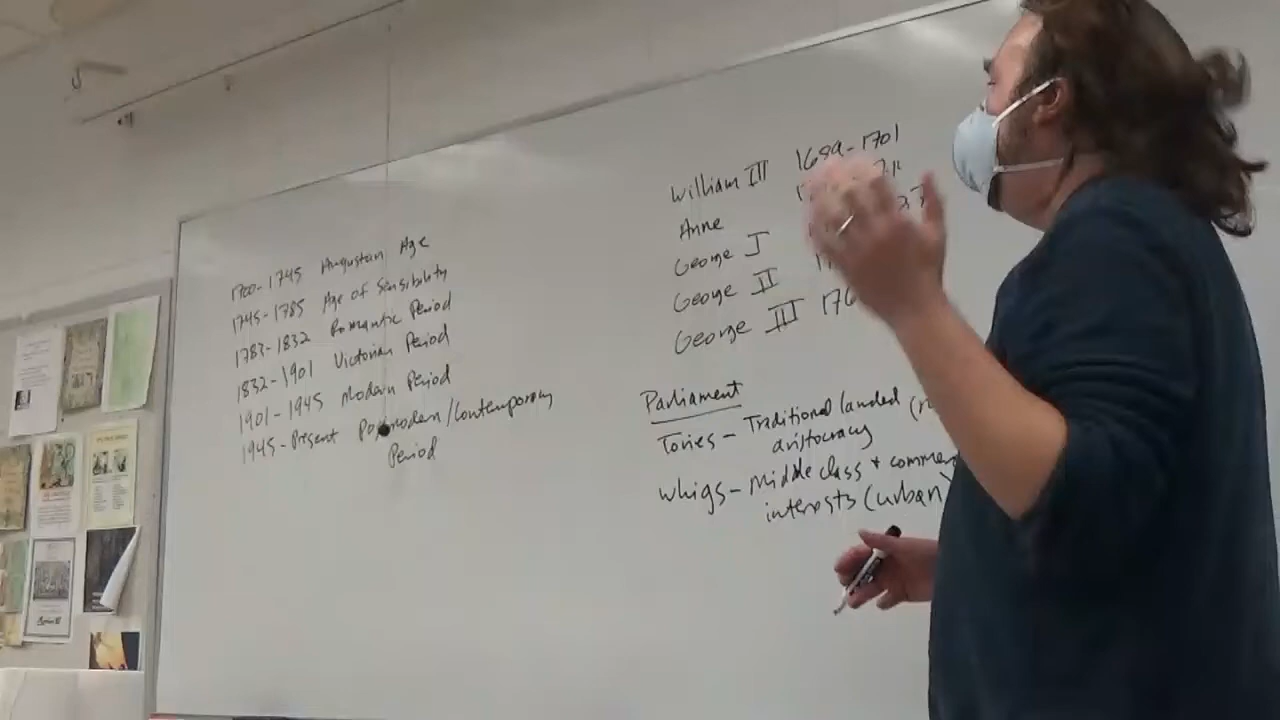 1700-1745 Augustan Age
1745-1785 Age of Sensibility
1783-1832 Romantic Period
1832-1901 Victorian Period
1901-1945 Modern Period
1945-Present Postmodern/Contemporary
Period
William III 1689-1701
Anne
George I
George II
George III 176
Parliament
Tories - Traditional landed
aristocracy
Whigs - Middle class +
interests (urban)